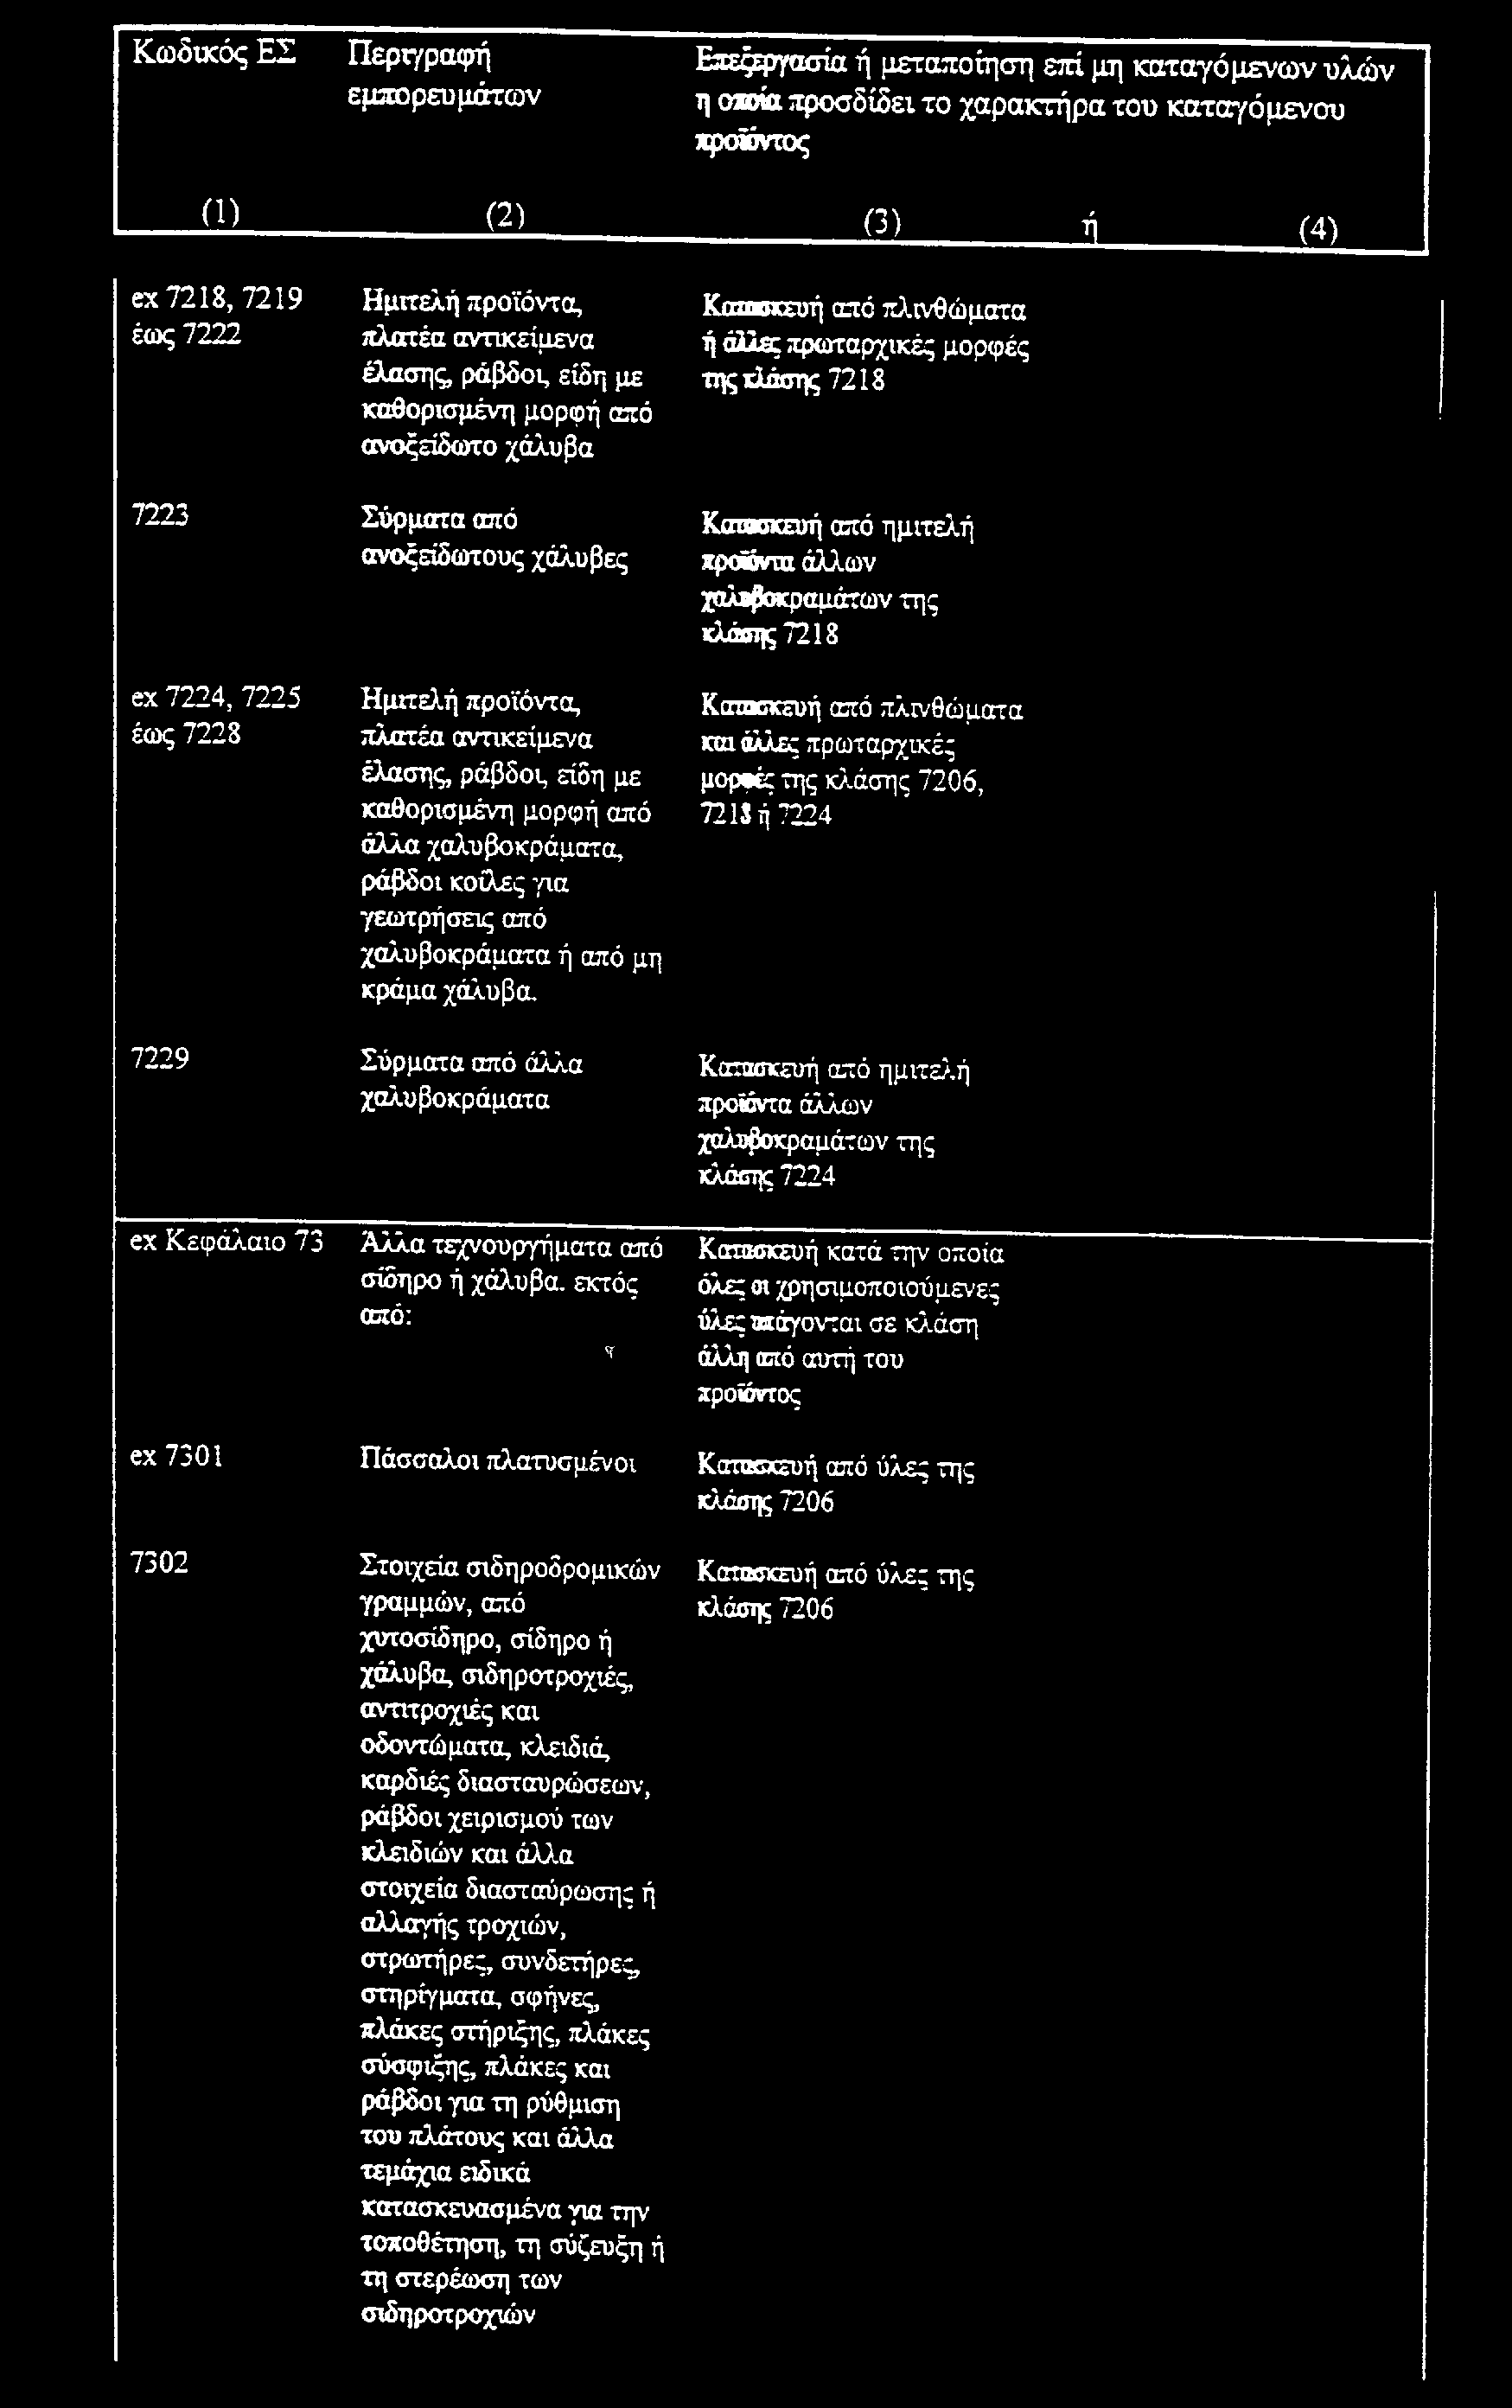 Κωδικός ΕΣ
Περιγραφή
εμπορευμάτων
Επεξεργασία ή μεταποίηση επί μη καταγόμενων υλών
η οποία προσδίδει το χαρακτήρα του καταγόμενου
προϊόντος
(1)
(2)
(3)
ή
(4)
ex 7218, 7219
έως 7222
Ημιτελή προϊόντα,
πλατέα αντικείμενα
έλασης, ράβδοι, είδη με
καθορισμένη μορφή από
ανοξείδωτο χάλυβα
Κατασκευή από πλινθώματα
ή άλλες πρωταρχικές μορφές
της κλάσης 7218
7223
Σύρματα από
ανοξείδωτους χάλυβες
Κατασκευή από ημιτελή
προϊόντα άλλων
χαλυβοκραμάτων της
κλάσης 7218
ex 7224, 7225
έως 7228
Ημιτελή προϊόντα,
πλατέα αντικείμενα
έλασης, ράβδοι, είδη με
καθορισμένη μορφή από
άλλα χαλυβοκράματα,
ράβδοι κοίλες για
γεωτρήσεις από
χαλυβοκράματα ή από μη
κράμα χάλυβα.
Κατασκευή από πλινθώματα
και άλλες πρωταρχικές
μορφές της κλάσης 7206,
7218 ή 7224
7229
Σύρματα από άλλα
χαλυβοκράματα
Κατασκευή από ημιτελή
προϊόντα άλλων
χαλυβοκραμάτων της
κλάσης 7224
ex Κεφάλαιο 73
Άλλα τεχνουργήματα από
σίδηρο ή χάλυβα. εκτός
από:
Κατασκευή κατά την οποία
όλες οι χρησιμοποιούμενες
ύλες υπάγονται σε κλάση
άλλη από αυτή του
προϊόντος
ex 7301
Πάσσαλοι πλατυσμένοι
Κατασκευή από ύλες της
κλάσης 7206
7302
Στοιχεία σιδηροδρομικών
γραμμών, από
χυτοσίδηρο, σίδηρο ή
χάλυβα, σιδηροτροχιές,
αντιτροχιές και
οδοντώματα, κλειδιά,
καρδιές διασταυρώσεων,
ράβδοι χειρισμού των
κλειδιών και άλλα
στοιχεία διασταύρωσης ή
αλλαγής τροχιών,
στρωτήρες, συνδετήρες,
στηρίγματα, σφήνες,
πλάκες στήριξης, πλάκες
σύσφιξης, πλάκες και
ράβδοι για τη ρύθμιση
του πλάτους και άλλα
τεμάχια ειδικά
κατασκευασμένα για την
τοποθέτηση, τη σύζευξη ή
τη στερέωση των
σιδηροτροχιών
Κατασκευή από ύλες της
κλάσης 7206